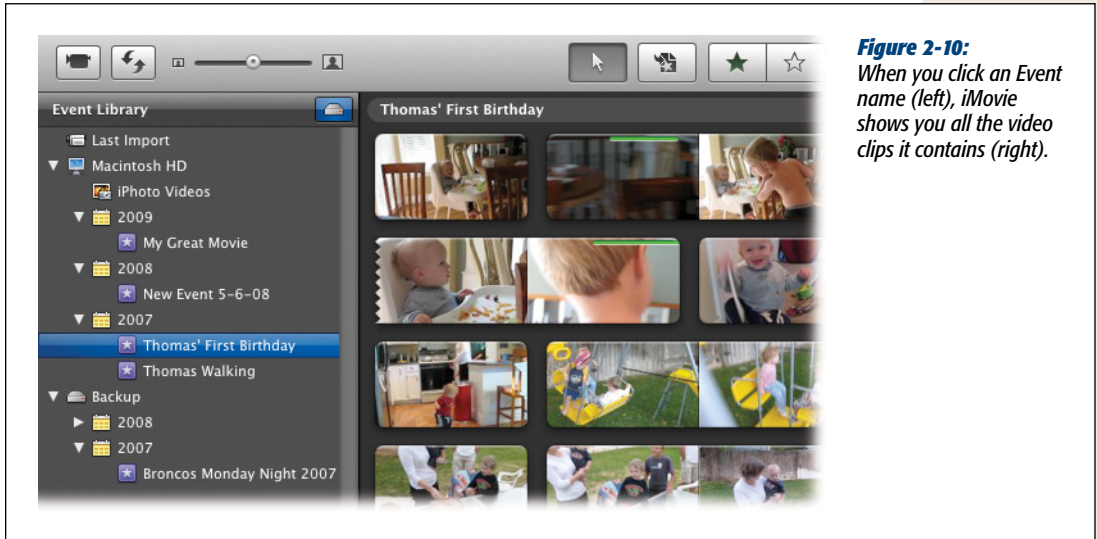 Event Library
Last Import
Macintosh HD
iPhoto Videos
2009
My Great Movie
2008
New Event 5-6-08
2007
Thomas' First Birthday
Thomas Walking
Backup
2008
2007
Broncos Monday Night 2007
Thomas' First Birthday
Figure 2-10:
When you click an Event
name (left), iMovie
shows you all the video
clips it contains (right).